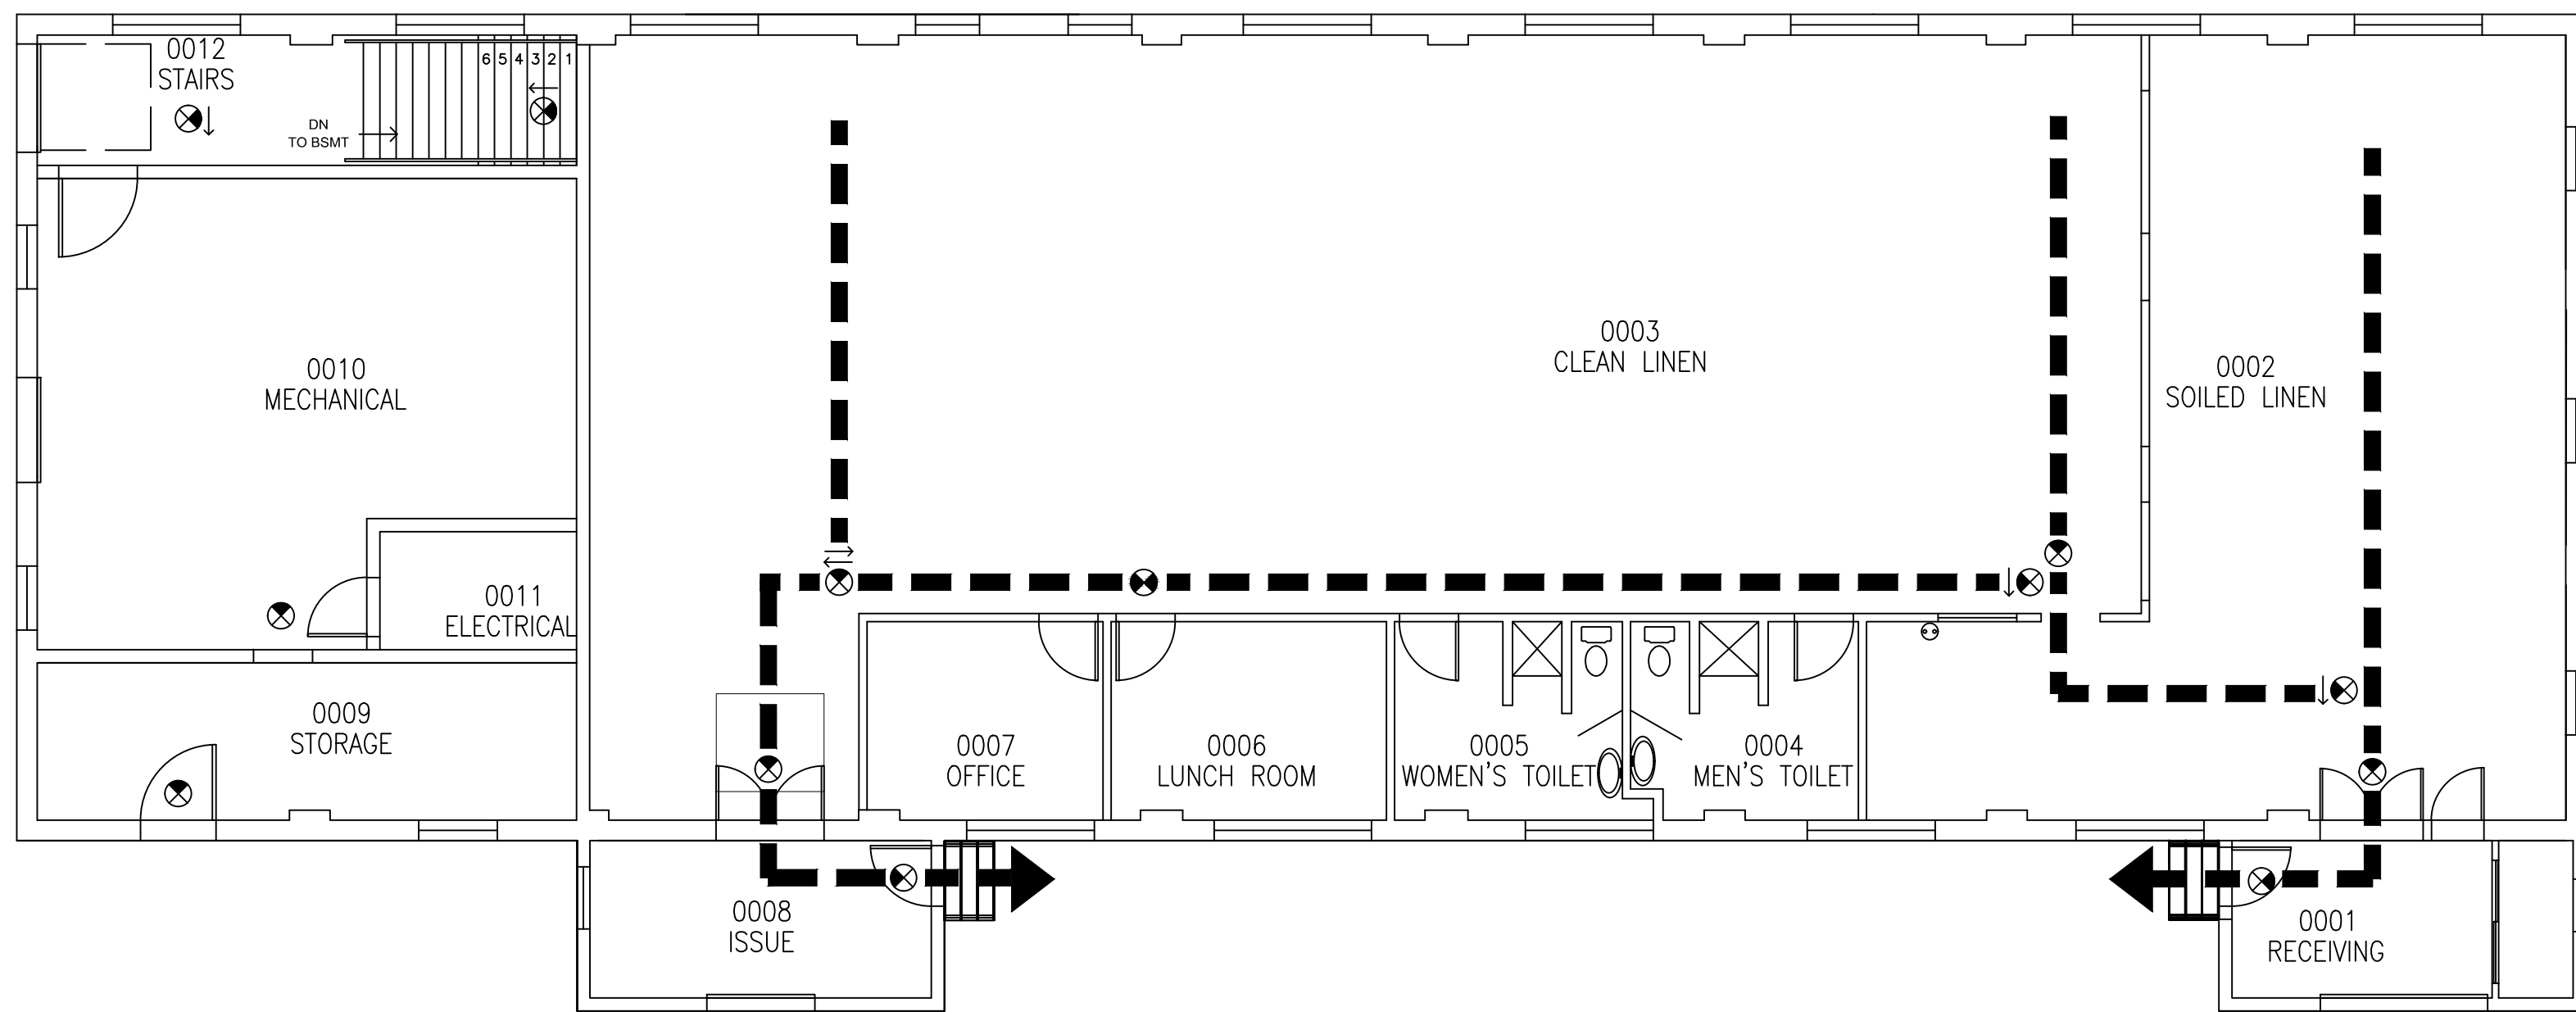 0012
STAIRS
6 5 4 3 2 1
DN
TO BSMT
0003
CLEAN LINEN
0002
SOILED LINEN
0010
MECHANICAL
0011
ELECTRICAL
0009
STORAGE
0007
OFFICE
0006
LUNCH ROOM
0005
WOMEN'S TOILET
0004
MEN'S TOILET
0008
ISSUE
0001
RECEIVING